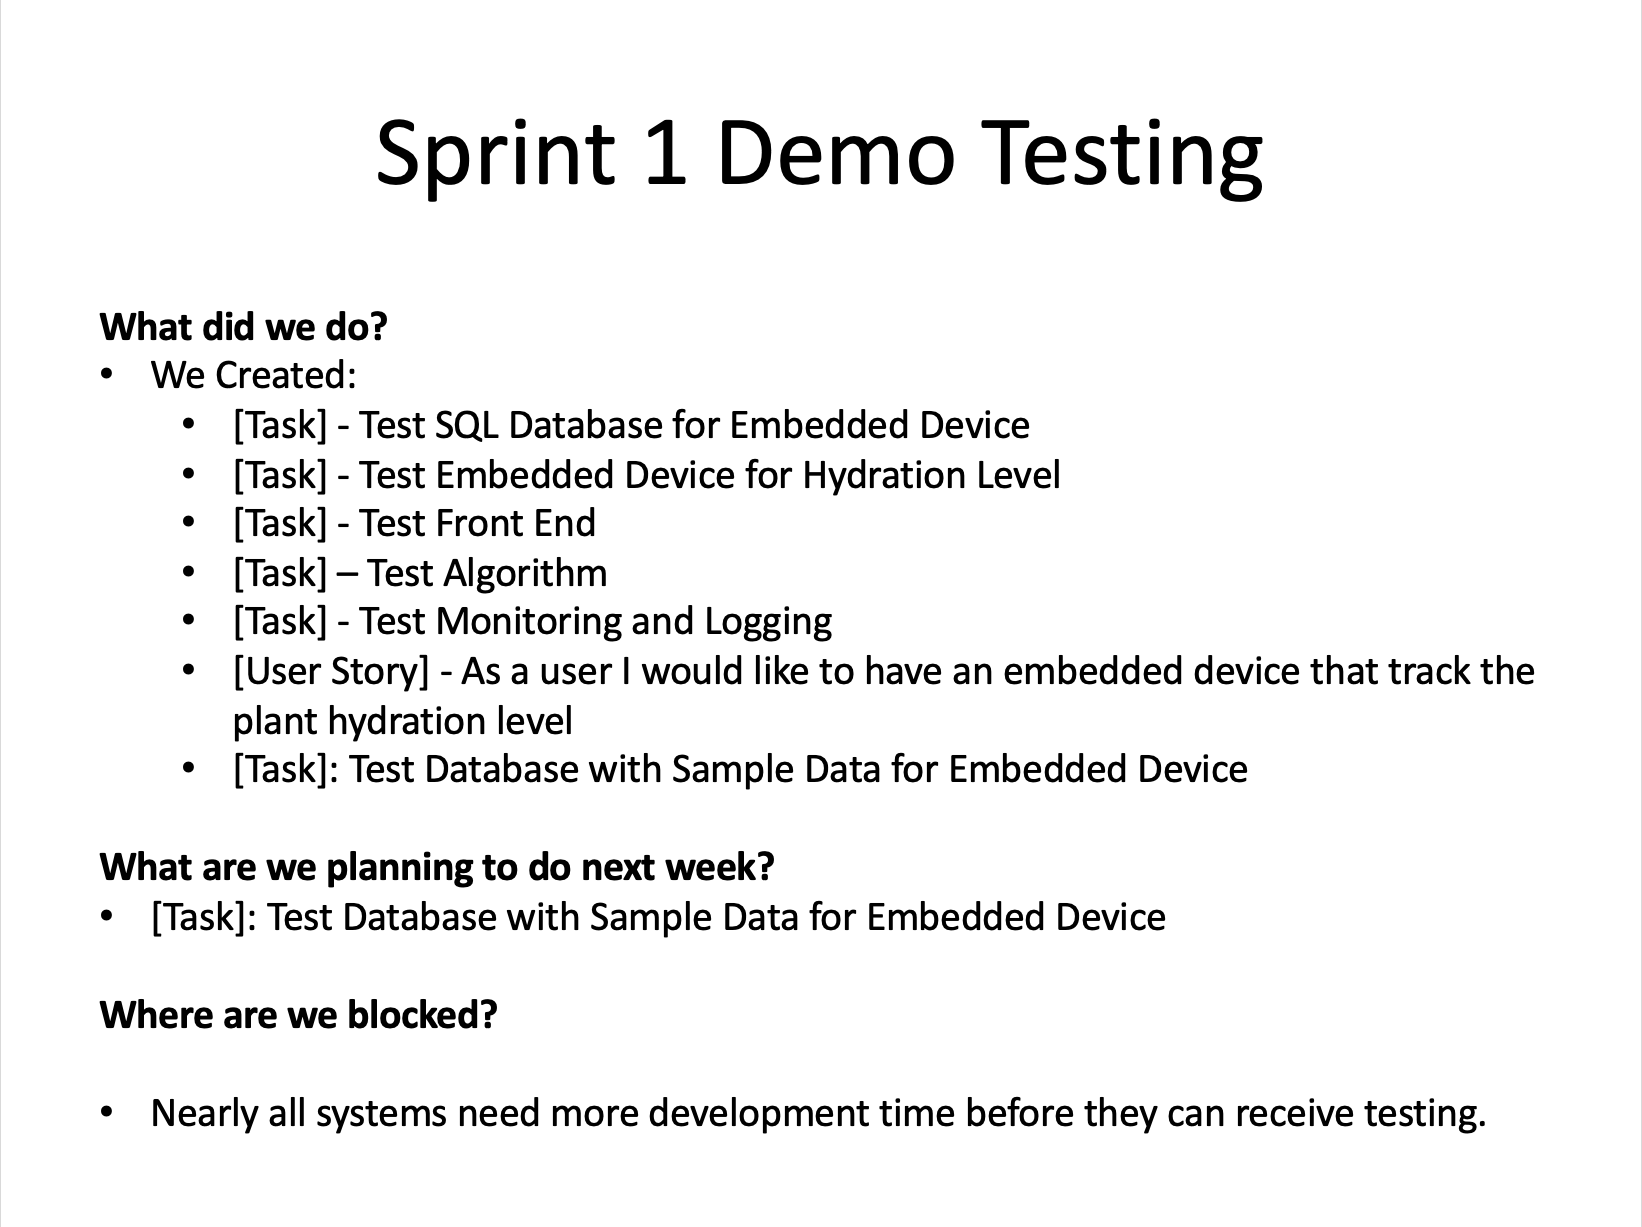 Sprint 1 Demo Testing
What did we do?
• We Created:
• [Task] - Test SQL Database for Embedded Device
• [Task] - Test Embedded Device for Hydration Level
• [Task] - Test Front End
• [Task] – Test Algorithm
• [Task] - Test Monitoring and Logging
• [User Story] - As a user I would like to have an embedded device that track the
plant hydration level
• [Task]: Test Database with Sample Data for Embedded Device
What are we planning to do next week?
• [Task]: Test Database with Sample Data for Embedded Device
Where are we blocked?
• Nearly all systems need more development time before they can receive testing.